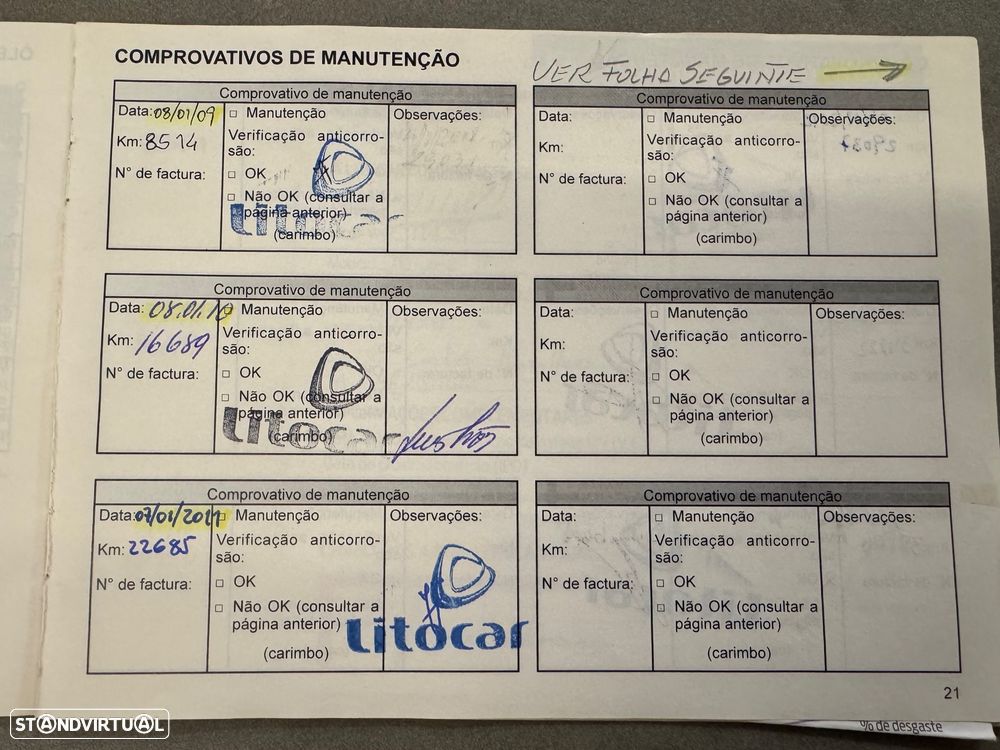 COMPROVATIVOS DE MANUTENÇÃO
VER FOLHA SEGUINTE
Comprovativo de manutenção
Data: 08/01/09
Km: 8514
N° de factura:
Manutenção
Verificação anticorro-
são:
OK
Não OK (consultar a
página anterior)
(carimbo)
Litocar
Observações:
Comprovativo de manutenção
Data:
Km:
N° de factura:
Manutenção
Verificação anticorro-
são:
OK
Não OK (consultar a
página anterior)
(carimbo)
Observações:
Comprovativo de manutenção
Data: 08.01.10
Km: 16689
N° de factura:
Manutenção
Verificação anticorro-
são:
OK
Não OK (consultar a
página anterior)
(carimbo)
Litocar
Observações:
Comprovativo de manutenção
Data:
Km:
N° de factura:
Manutenção
Verificação anticorro-
são:
OK
Não OK (consultar a
página anterior)
(carimbo)
Observações:
Comprovativo de manutenção
Data: 07/01/2011
Km: 22685
N° de factura:
Manutenção
Verificação anticorro-
são:
OK
Não OK (consultar a
página anterior)
(carimbo)
Observações:
Litocar
Comprovativo de manutenção
Data:
Km:
N° de factura:
Manutenção
Verificação anticorro-
são:
OK
Não OK (consultar a
página anterior)
(carimbo)
Observações:
21
% de desgaste
STANDVIRTUAL